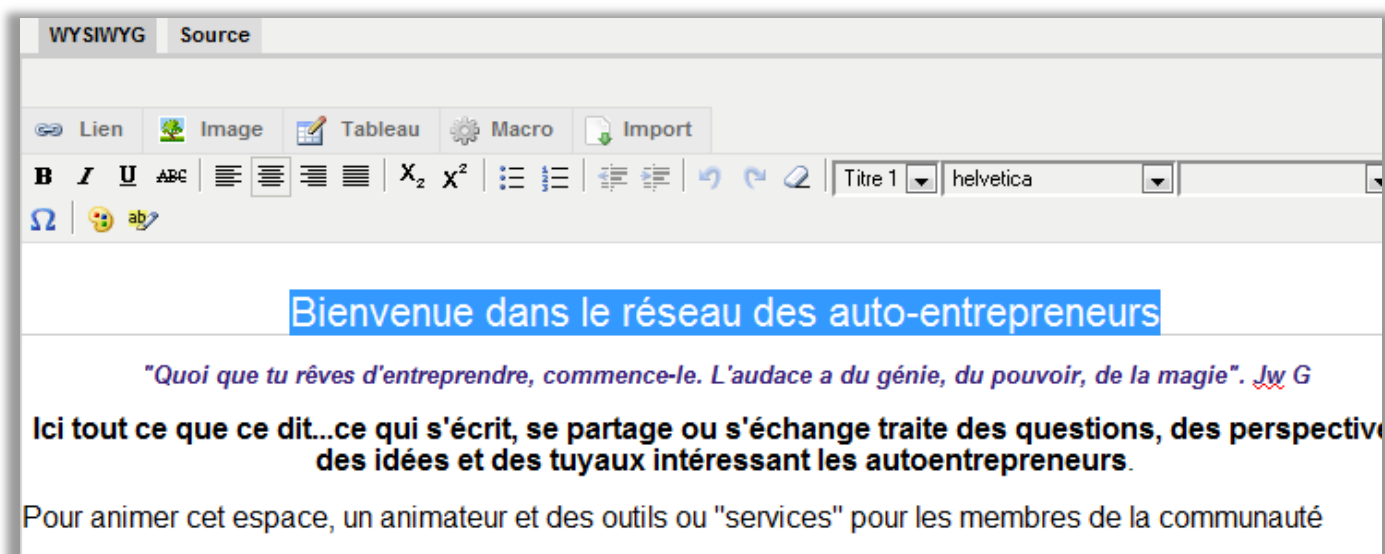 WYSIWYG Source
Lien Image Tableau Macro Import
B I U ABC X2 X² Titre 1 helvetica
Ω ab
Bienvenue dans le réseau des auto-entrepreneurs
"Quoi que tu rêves d'entreprendre, commence-le. L'audace a du génie, du pouvoir, de la magie". Jw G
Ici tout ce que ce dit...ce qui s'écrit, se partage ou s'échange traite des questions, des perspective
des idées et des tuyaux intéressant les autoentrepreneurs.
Pour animer cet espace, un animateur et des outils ou "services" pour les membres de la communauté